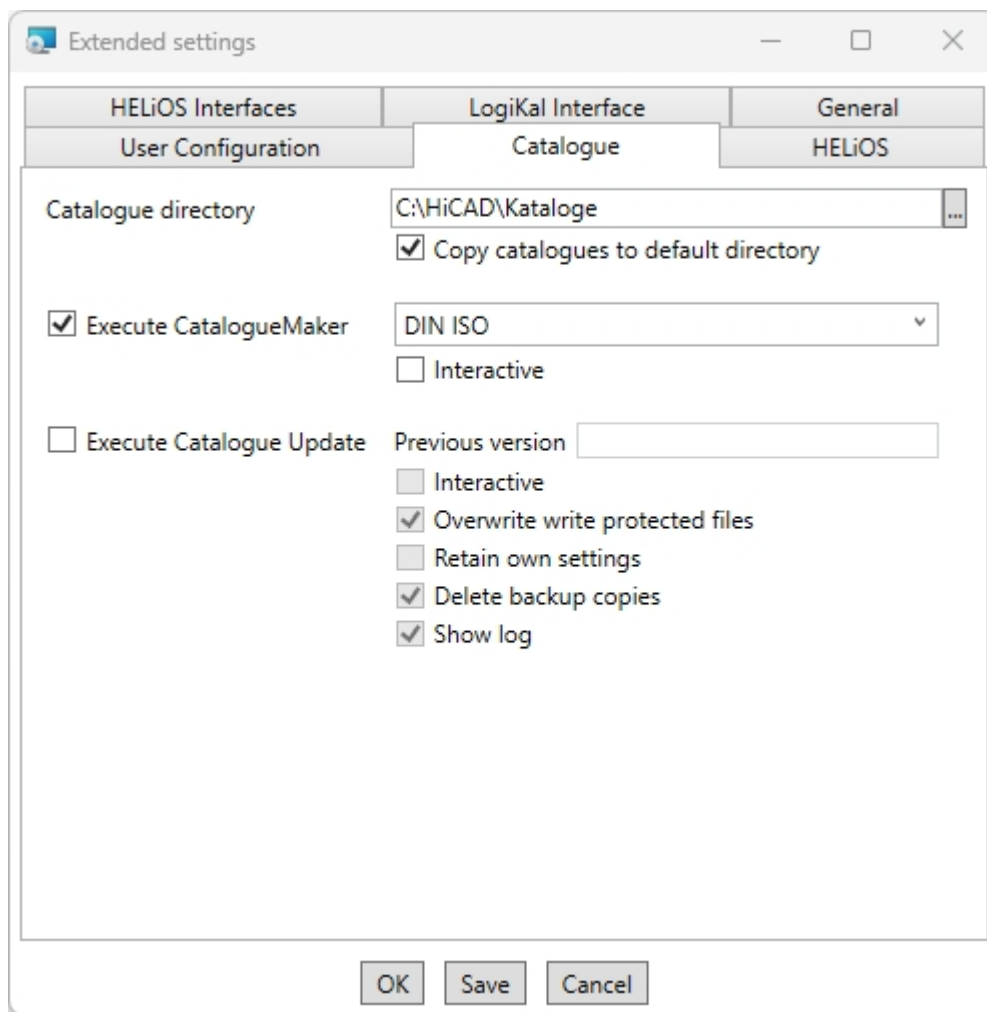 Extended settings
HELiOS Interfaces LogiKal Interface General
User Configuration Catalogue HELiOS
Catalogue directory C:\HiCAD\Kataloge ...
Copy catalogues to default directory
Execute CatalogueMaker DIN ISO
Interactive
Execute Catalogue Update Previous version
Interactive
Overwrite write protected files
Retain own settings
Delete backup copies
Show log
OK Save Cancel